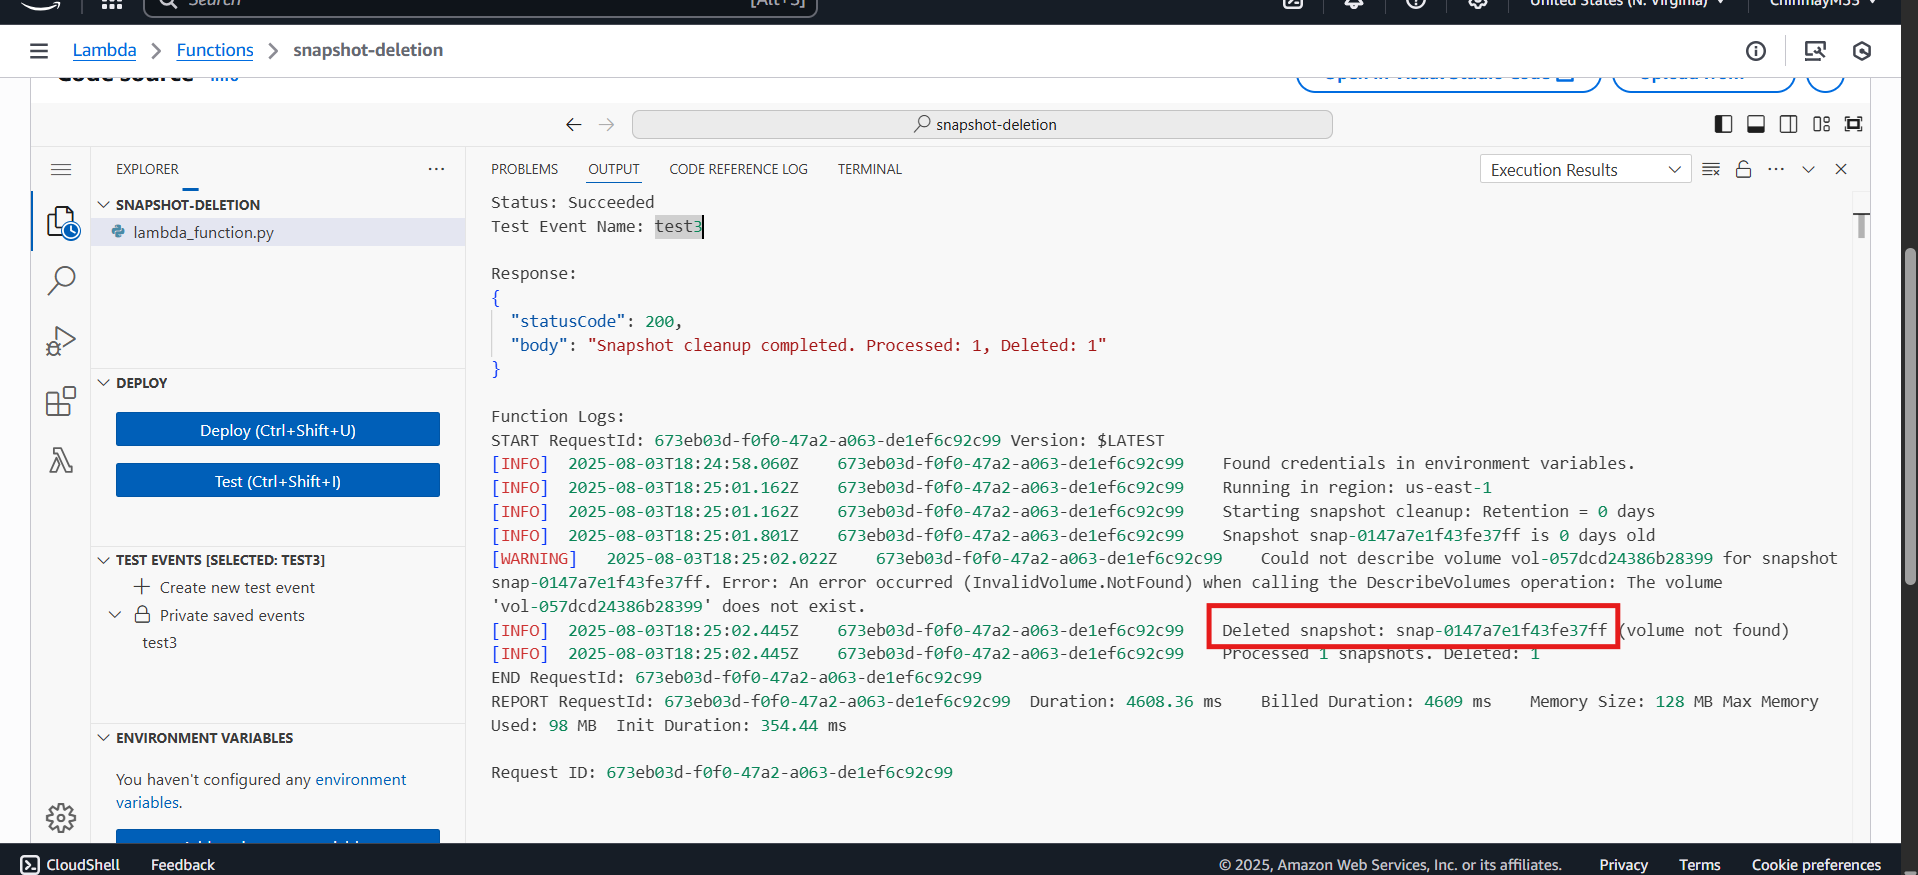 Search
[Alt+S]
United States (N. Virginia)
ChinmayM33
Lambda
Functions
snapshot-deletion
Code source
Info
Open in Visual Studio Code
Upload from
snapshot-deletion
EXPLORER
PROBLEMS
OUTPUT
CODE REFERENCE LOG
TERMINAL
Execution Results
SNAPSHOT-DELETION
lambda_function.py
DEPLOY
Deploy (Ctrl+Shift+U)
Test (Ctrl+Shift+I)
TEST EVENTS [SELECTED: TEST3]
Create new test event
Private saved events
test3
ENVIRONMENT VARIABLES
You haven't configured any environment
variables.
Status: Succeeded
Test Event Name: test3
Response:
{
"statusCode": 200,
"body": "Snapshot cleanup completed. Processed: 1, Deleted: 1"
}
Function Logs:
START RequestId: 673eb03d-f0f0-47a2-a063-de1ef6c92c99 Version: $LATEST
[INFO] 2025-08-03T18:24:58.060Z 673eb03d-f0f0-47a2-a063-de1ef6c92c99 Found credentials in environment variables.
[INFO] 2025-08-03T18:25:01.162Z 673eb03d-f0f0-47a2-a063-de1ef6c92c99 Running in region: us-east-1
[INFO] 2025-08-03T18:25:01.162Z 673eb03d-f0f0-47a2-a063-de1ef6c92c99 Starting snapshot cleanup: Retention = 0 days
[INFO] 2025-08-03T18:25:01.801Z 673eb03d-f0f0-47a2-a063-de1ef6c92c99 Snapshot snap-0147a7e1f43fe37ff is 0 days old
[WARNING] 2025-08-03T18:25:02.022Z 673eb03d-f0f0-47a2-a063-de1ef6c92c99 Could not describe volume vol-057dcd24386b28399 for snapshot
snap-0147a7e1f43fe37ff. Error: An error occurred (InvalidVolume.NotFound) when calling the DescribeVolumes operation: The volume
'vol-057dcd24386b28399' does not exist.
[INFO] 2025-08-03T18:25:02.445Z 673eb03d-f0f0-47a2-a063-de1ef6c92c99 Deleted snapshot: snap-0147a7e1f43fe37ff (volume not found)
[INFO] 2025-08-03T18:25:02.445Z 673eb03d-f0f0-47a2-a063-de1ef6c92c99 Processed 1 snapshots. Deleted: 1
END RequestId: 673eb03d-f0f0-47a2-a063-de1ef6c92c99
REPORT RequestId: 673eb03d-f0f0-47a2-a063-de1ef6c92c99 Duration: 4608.36 ms Billed Duration: 4609 ms Memory Size: 128 MB Max Memory
Used: 98 MB Init Duration: 354.44 ms
Request ID: 673eb03d-f0f0-47a2-a063-de1ef6c92c99
CloudShell
Feedback
© 2025, Amazon Web Services, Inc. or its affiliates.
Privacy
Terms
Cookie preferences